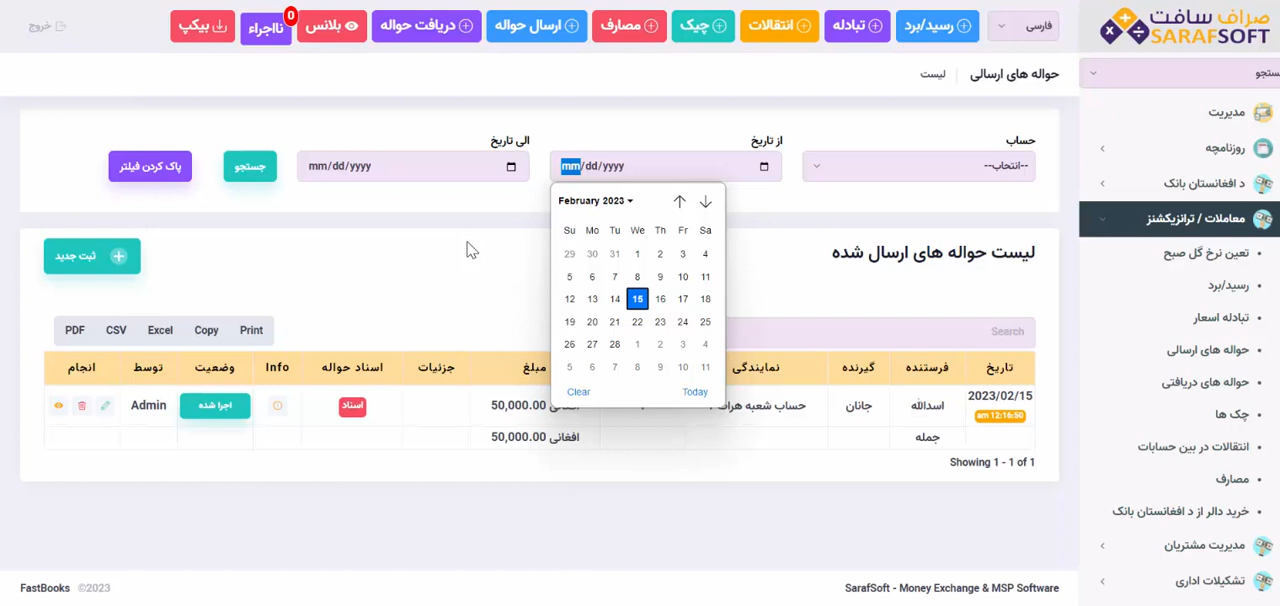 صراف سافت
SARAFSOFT
فارسی
رسید/برد
تبادله
انتقالات
چیک
مصارف
ارسال حواله
دریافت حواله
بلانس
0
نااجراء
بیکپ
خروج
حواله های ارسالی
لیست
حساب
--انتخاب--
از تاریخ
mm/dd/yyyy
الی تاریخ
mm/dd/yyyy
جستجو
پاک کردن فیلتر
February 2023
Su Mo Tu We Th Fr Sa
29 30 31 1 2 3 4
5 6 7 8 9 10 11
12 13 14 15 16 17 18
19 20 21 22 23 24 25
26 27 28 1 2 3 4
5 6 7 8 9 10 11
Clear Today
لیست حواله های ارسال شده
ثبت جدید
PDF CSV Excel Copy Print
Search
تاریخ
فرستنده
گیرنده
نمایندگی
مبلغ
جزئیات
اسناد حواله
Info
وضعیت
توسط
انجام
2023/02/15
am 12:16:50
اسدالله
جانان
حساب شعبه هرات
50,000.00 افغانی
اسناد
اجرا شده
Admin
جمله
50,000.00 افغانی
Showing 1 - 1 of 1
ستجو
مدیریت
روزنامچه
د افغانستان بانک
معاملات / ترانزیکشنز
تعین نرخ گل صبح
رسید/برد
تبادله اسعار
حواله های ارسالی
حواله های دریافتی
چک ها
انتقالات در بین حسابات
مصارف
خرید دالر از د افغانستان بانک
مدیریت مشتریان
تشکیلات اداری
FastBooks ©2023
SarafSoft - Money Exchange & MSP Software